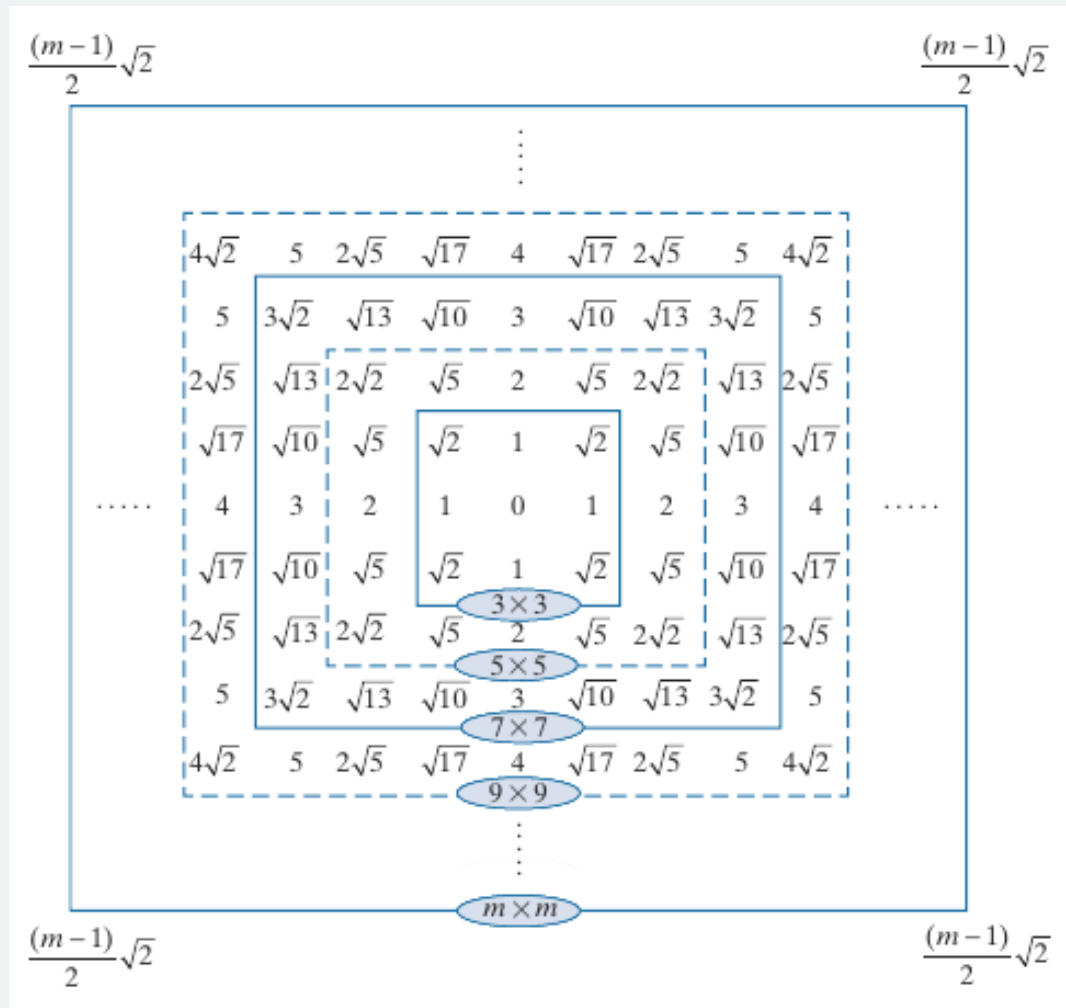 (m−1)/2 √2 (m−1)/2 √2
4√2 5 2√5 √17 4 √17 2√5 5 4√2
5 3√2 √13 √10 3 √10 √13 3√2 5
2√5 √13 2√2 √5 2 √5 2√2 √13 2√5
√17 √10 √5 √2 1 √2 √5 √10 √17
..... 4 3 2 1 0 1 2 3 4 .....
√17 √10 √5 √2 1 √2 √5 √10 √17
3×3
2√5 √13 2√2 √5 2 √5 2√2 √13 2√5
5×5
5 3√2 √13 √10 3 √10 √13 3√2 5
7×7
4√2 5 2√5 √17 4 √17 2√5 5 4√2
9×9
m×m
(m−1)/2 √2 (m−1)/2 √2